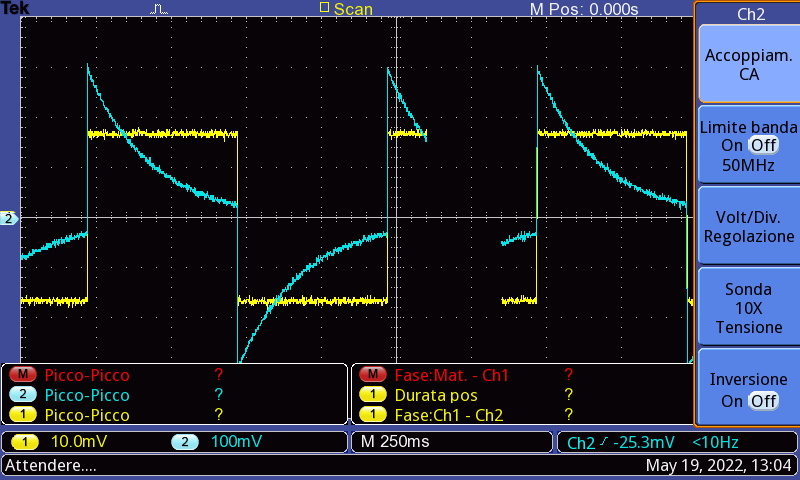 Tek Scan M Pos: 0.000s
Ch2
Accoppiam.
CA
Limite banda
On Off
50MHz
2
Volt/Div.
Regolazione
Sonda
10X
Tensione
Inversione
On Off
M Picco-Picco ?
2 Picco-Picco ?
1 Picco-Picco ?
M Fase:Mat. - Ch1 ?
1 Durata pos ?
1 Fase:Ch1 - Ch2 ?
1 10.0mV 2 100mV M 250ms Ch2 -25.3mV <10Hz
Attendere.... May 19, 2022, 13:04